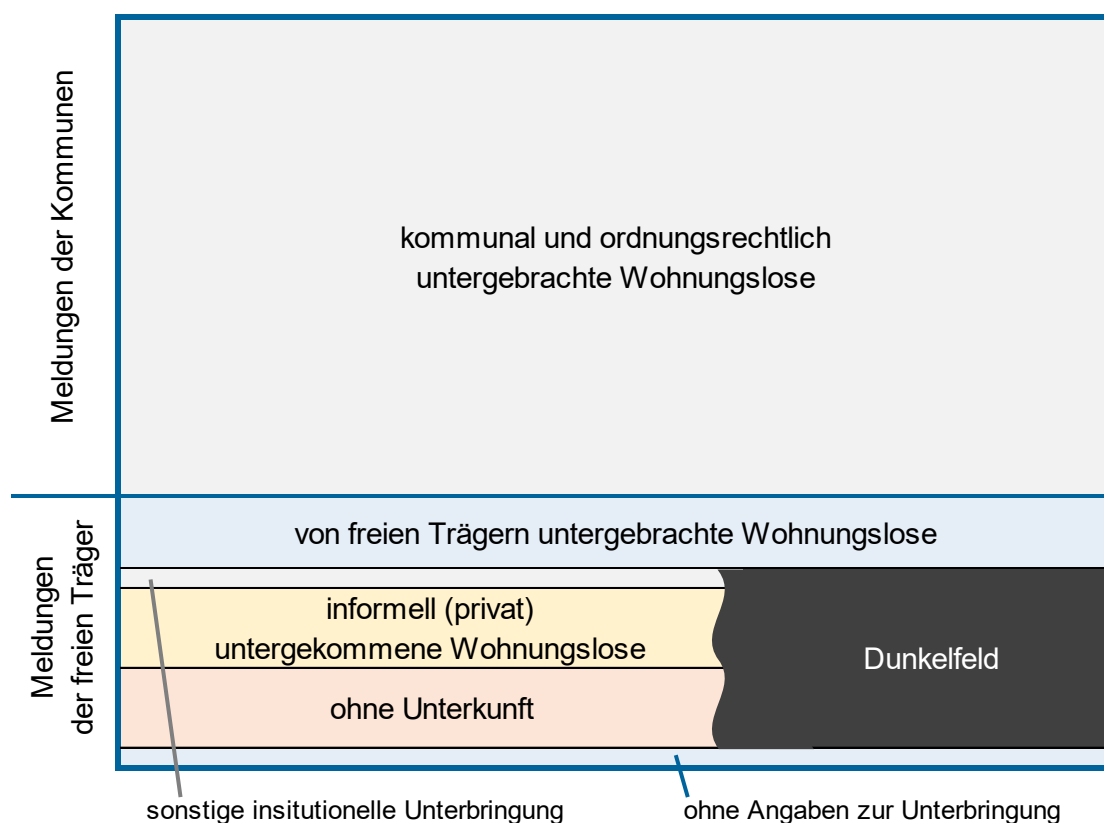 Meldungen der Kommunen
kommunal und ordnungsrechtlich
untergebrachte Wohnungslose
Meldungen
der freien Träger
von freien Trägern untergebrachte Wohnungslose
informell (privat)
untergekommene Wohnungslose
Dunkelfeld
ohne Unterkunft
sonstige insitutionelle Unterbringung
ohne Angaben zur Unterbringung